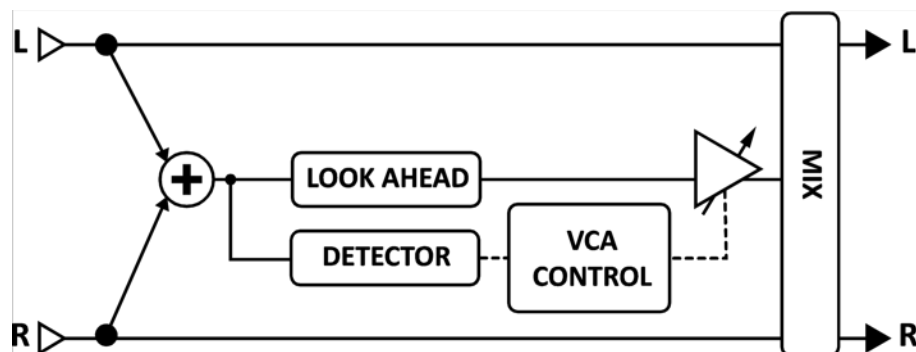 L
L
+
LOOK AHEAD
MIX
DETECTOR
VCA
CONTROL
R
R